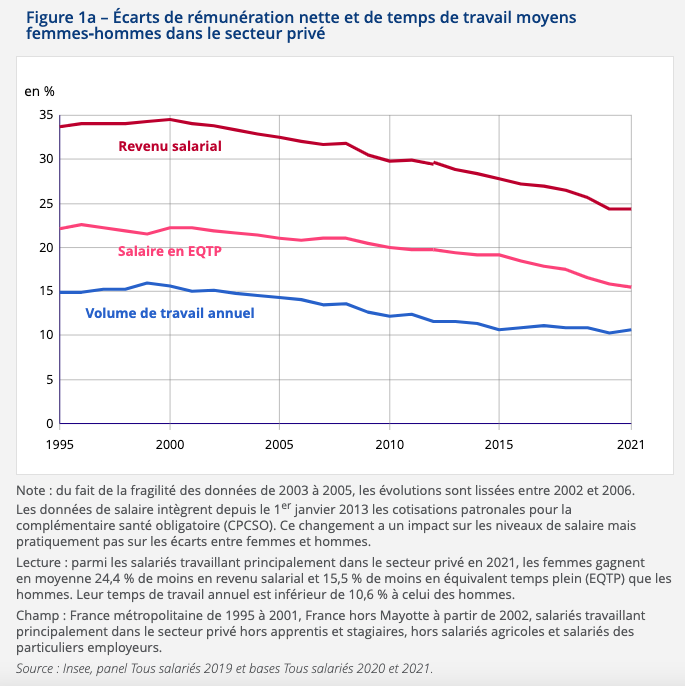 Figure 1a – Écarts de rémunération nette et de temps de travail moyens
femmes-hommes dans le secteur privé
en %
35
30
25
20
15
10
5
0
Revenu salarial
Salaire en EQTP
Volume de travail annuel
1995 2000 2005 2010 2015 2021
Note : du fait de la fragilité des données de 2003 à 2005, les évolutions sont lissées entre 2002 et 2006.
Les données de salaire intègrent depuis le 1er janvier 2013 les cotisations patronales pour la
complémentaire santé obligatoire (CPCSO). Ce changement a un impact sur les niveaux de salaire mais
pratiquement pas sur les écarts entre femmes et hommes.
Lecture : parmi les salariés travaillant principalement dans le secteur privé en 2021, les femmes gagnent
en moyenne 24,4 % de moins en revenu salarial et 15,5 % de moins en équivalent temps plein (EQTP) que les
hommes. Leur temps de travail annuel est inférieur de 10,6 % à celui des hommes.
Champ : France métropolitaine de 1995 à 2001, France hors Mayotte à partir de 2002, salariés travaillant
principalement dans le secteur privé hors apprentis et stagiaires, hors salariés agricoles et salariés des
particuliers employeurs.
Source : Insee, panel Tous salariés 2019 et bases Tous salariés 2020 et 2021.